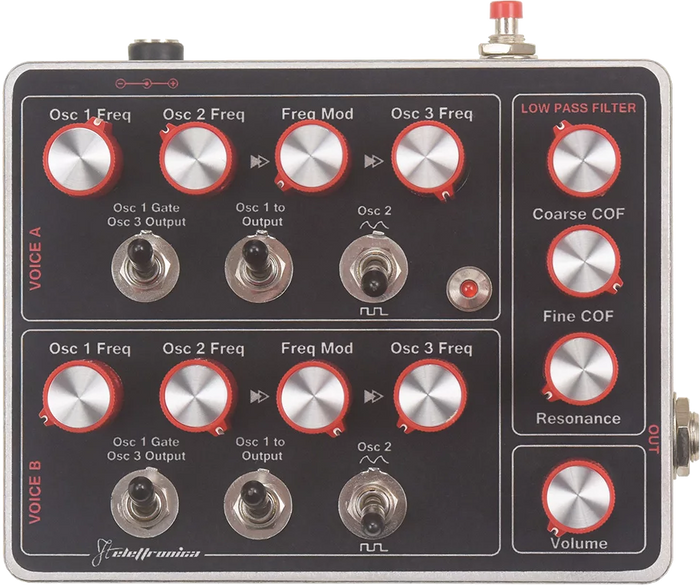 Osc 1 Freq
Osc 2 Freq
Freq Mod
Osc 3 Freq
Osc 1 Gate
Osc 3 Output
Osc 1 to
Output
Osc 2
VOICE A
Osc 1 Freq
Osc 2 Freq
Freq Mod
Osc 3 Freq
Osc 1 Gate
Osc 3 Output
Osc 1 to
Output
Osc 2
VOICE B
elettronica
LOW PASS FILTER
Coarse COF
Fine COF
Resonance
OUT
Volume